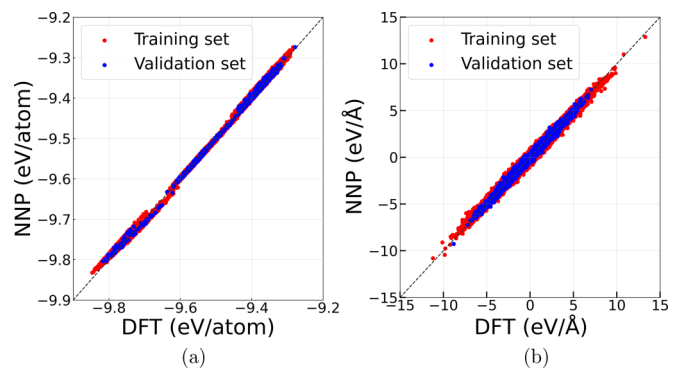 −9.2
−9.3
−9.4
−9.5
−9.6
−9.7
−9.8
−9.9
NNP (eV/atom)
Training set
Validation set
−9.8
−9.6
−9.4
−9.2
DFT (eV/atom)
(a)
15
10
5
0
−5
−10
−15
NNP (eV/Å)
Training set
Validation set
−10
−5
0
5
10
15
DFT (eV/Å)
(b)